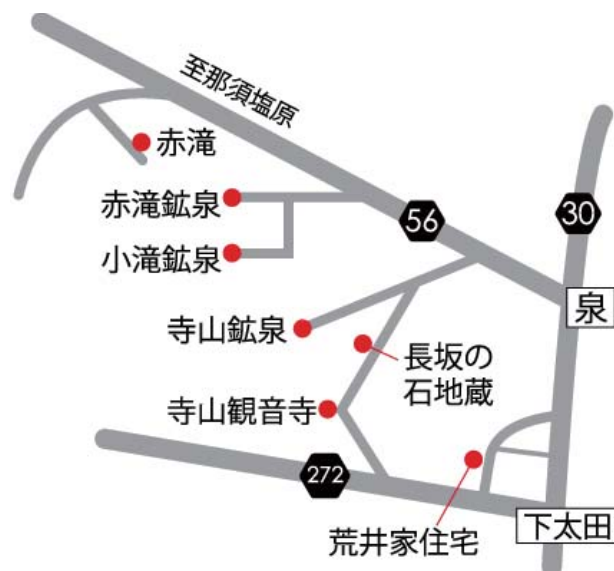 至那須塩原
赤滝
赤滝鉱泉
56
30
小滝鉱泉
泉
寺山鉱泉
長坂の
石地蔵
寺山観音寺
272
下太田
荒井家住宅